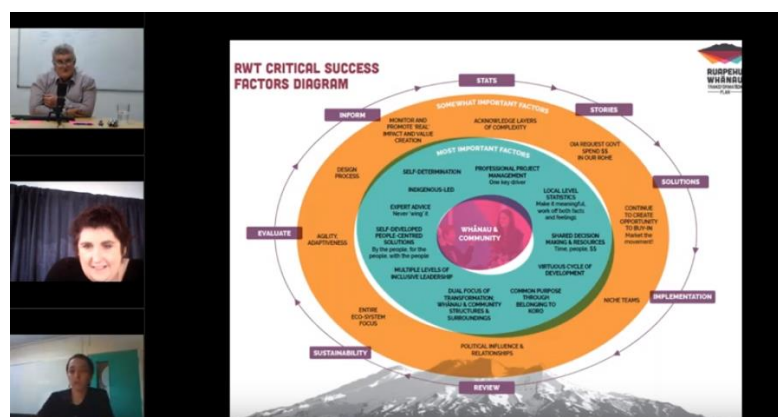 RWT CRITICAL SUCCESS
FACTORS DIAGRAM
RUAPEHU
WHĀNAU
TRANSFORMATION
PLAN
STATS
STORIES
SOLUTIONS
IMPLEMENTATION
REVIEW
SUSTAINABILITY
EVALUATE
INFORM
SOMEWHAT IMPORTANT FACTORS
ACKNOWLEDGE LAYERS
OF COMPLEXITY
OIA REQUEST GOVT
SPEND $$
IN OUR ROHE
CONTINUE
TO CREATE
OPPORTUNITY
TO BUY-IN
Market the
movement!
NICHE TEAMS
POLITICAL INFLUENCE &
RELATIONSHIPS
ENTIRE
ECO-SYSTEM
FOCUS
AGILITY,
ADAPTIVENESS
DESIGN
PROCESS
MONITOR AND
PROMOTE 'REAL'
IMPACT AND VALUE
CREATION
MOST IMPORTANT FACTORS
PROFESSIONAL PROJECT
MANAGEMENT
One key driver
LOCAL LEVEL
STATISTICS
Make it meaningful,
work off both facts
and feelings
SHARED DECISION
MAKING & RESOURCES
Time, people, $$
VIRTUOUS CYCLE OF
DEVELOPMENT
COMMON PURPOSE
THROUGH
BELONGING TO
KORO
DUAL FOCUS OF
TRANSFORMATION:
WHĀNAU & COMMUNITY
STRUCTURES &
SURROUNDINGS
MULTIPLE LEVELS OF
INCLUSIVE LEADERSHIP
SELF-DEVELOPED
PEOPLE-CENTRED
SOLUTIONS
By the people, for the
people, with the people
EXPERT ADVICE
Never 'wing' it
INDIGENOUS-LED
SELF-DETERMINATION
WHĀNAU &
COMMUNITY